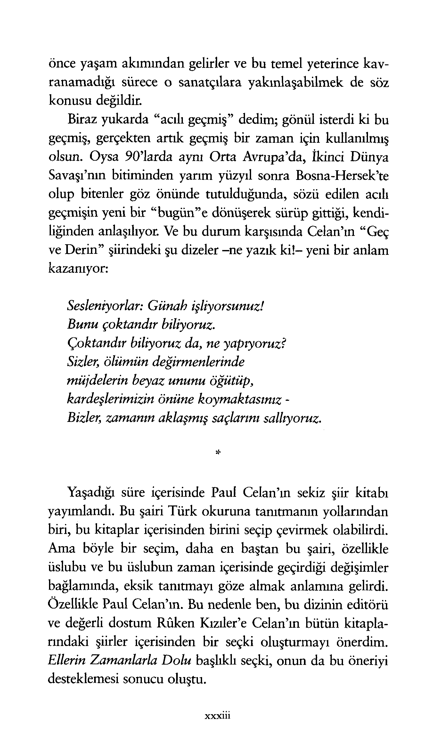 önce yaşam akımından gelirler ve bu temel yeterince kav-
ranamadığı sürece o sanatçılara yakınlaşabilmek de söz
konusu değildir.
Biraz yukarda “acılı geçmiş” dedim; gönül isterdi ki bu
geçmiş, gerçekten artık geçmiş bir zaman için kullanılmış
olsun. Oysa 90’larda aynı Orta Avrupa’da, İkinci Dünya
Savaşı’nın bitiminden yarım yüzyıl sonra Bosna-Hersek’te
olup bitenler göz önünde tutulduğunda, sözü edilen acılı
geçmişin yeni bir “bugün”e dönüşerek sürüp gittiği, kendi-
liğinden anlaşılıyor. Ve bu durum karşısında Celan’ın “Geç
ve Derin” şiirindeki şu dizeler –ne yazık ki!– yeni bir anlam
kazanıyor:
Sesleniyorlar: Günah işliyorsunuz!
Bunu çoktandır biliyoruz.
Çoktandır biliyoruz da, ne yapıyoruz?
Sizler, ölümün değirmenlerinde
müjdelerin beyaz ununu öğütüp,
kardeşlerimizin önüne koymaktasınız -
Bizler, zamanın aklaşmış saçlarını sallıyoruz.
*
Yaşadığı süre içerisinde Paul Celan’ın sekiz şiir kitabı
yayımlandı. Bu şairi Türk okuruna tanıtmanın yollarından
biri, bu kitaplar içerisinden birini seçip çevirmek olabilirdi.
Ama böyle bir seçim, daha en baştan bu şairi, özellikle
üslubu ve bu üslubun zaman içerisinde geçirdiği değişimler
bağlamında, eksik tanıtmayı göze almak anlamına gelirdi.
Özellikle Paul Celan’ın. Bu nedenle ben, bu dizinin editörü
ve değerli dostum Rûken Kızıler’e Celan’ın bütün kitapla-
rındaki şiirler içerisinden bir seçki oluşturmayı önerdim.
Ellerin Zamanlarla Dolu başlıklı seçki, onun da bu öneriyi
desteklemesi sonucu oluştu.
xxxiii